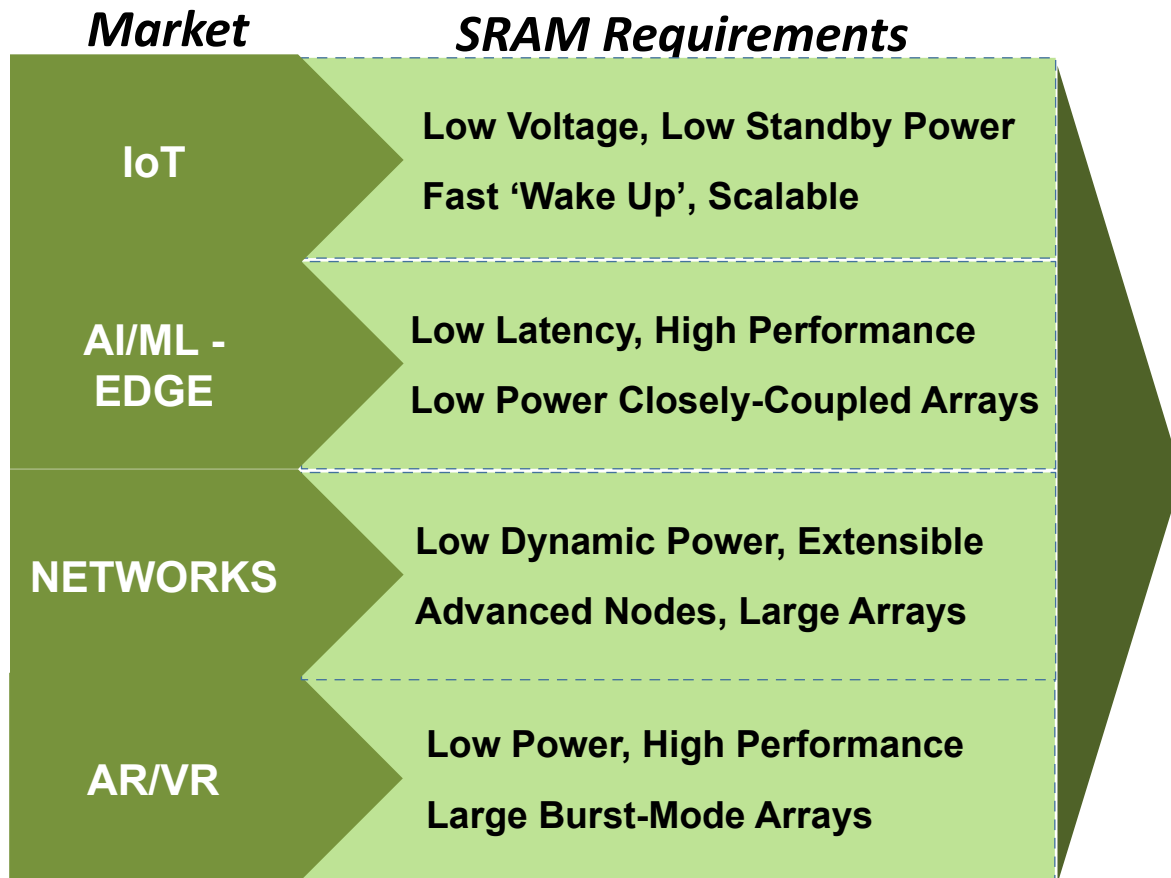 Market
SRAM Requirements
IoT
Low Voltage, Low Standby Power
Fast ‘Wake Up’, Scalable
AI/ML -
EDGE
Low Latency, High Performance
Low Power Closely-Coupled Arrays
NETWORKS
Low Dynamic Power, Extensible
Advanced Nodes, Large Arrays
AR/VR
Low Power, High Performance
Large Burst-Mode Arrays